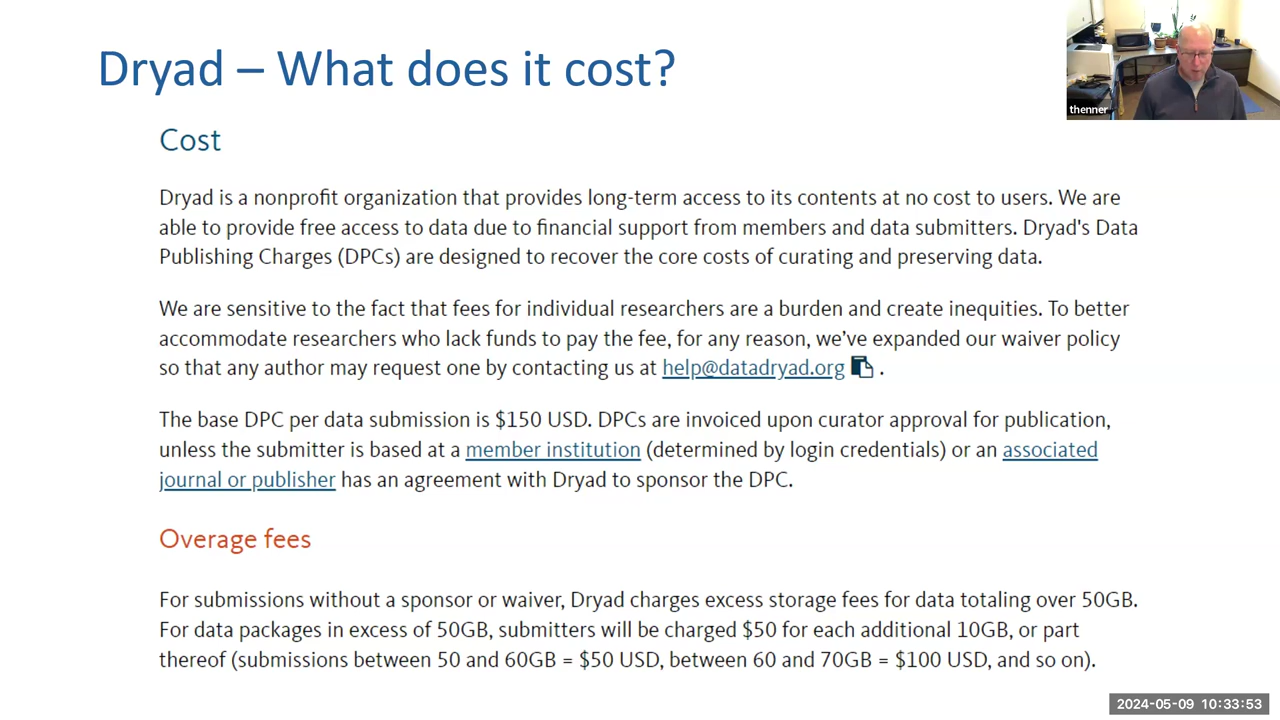 Dryad – What does it cost?
thenner
Cost
Dryad is a nonprofit organization that provides long-term access to its contents at no cost to users. We are
able to provide free access to data due to financial support from members and data submitters. Dryad's Data
Publishing Charges (DPCs) are designed to recover the core costs of curating and preserving data.
We are sensitive to the fact that fees for individual researchers are a burden and create inequities. To better
accommodate researchers who lack funds to pay the fee, for any reason, we’ve expanded our waiver policy
so that any author may request one by contacting us at help@datadryad.org .
The base DPC per data submission is $150 USD. DPCs are invoiced upon curator approval for publication,
unless the submitter is based at a member institution (determined by login credentials) or an associated
journal or publisher has an agreement with Dryad to sponsor the DPC.
Overage fees
For submissions without a sponsor or waiver, Dryad charges excess storage fees for data totaling over 50GB.
For data packages in excess of 50GB, submitters will be charged $50 for each additional 10GB, or part
thereof (submissions between 50 and 60GB = $50 USD, between 60 and 70GB = $100 USD, and so on).
2024-05-09 10:33:53